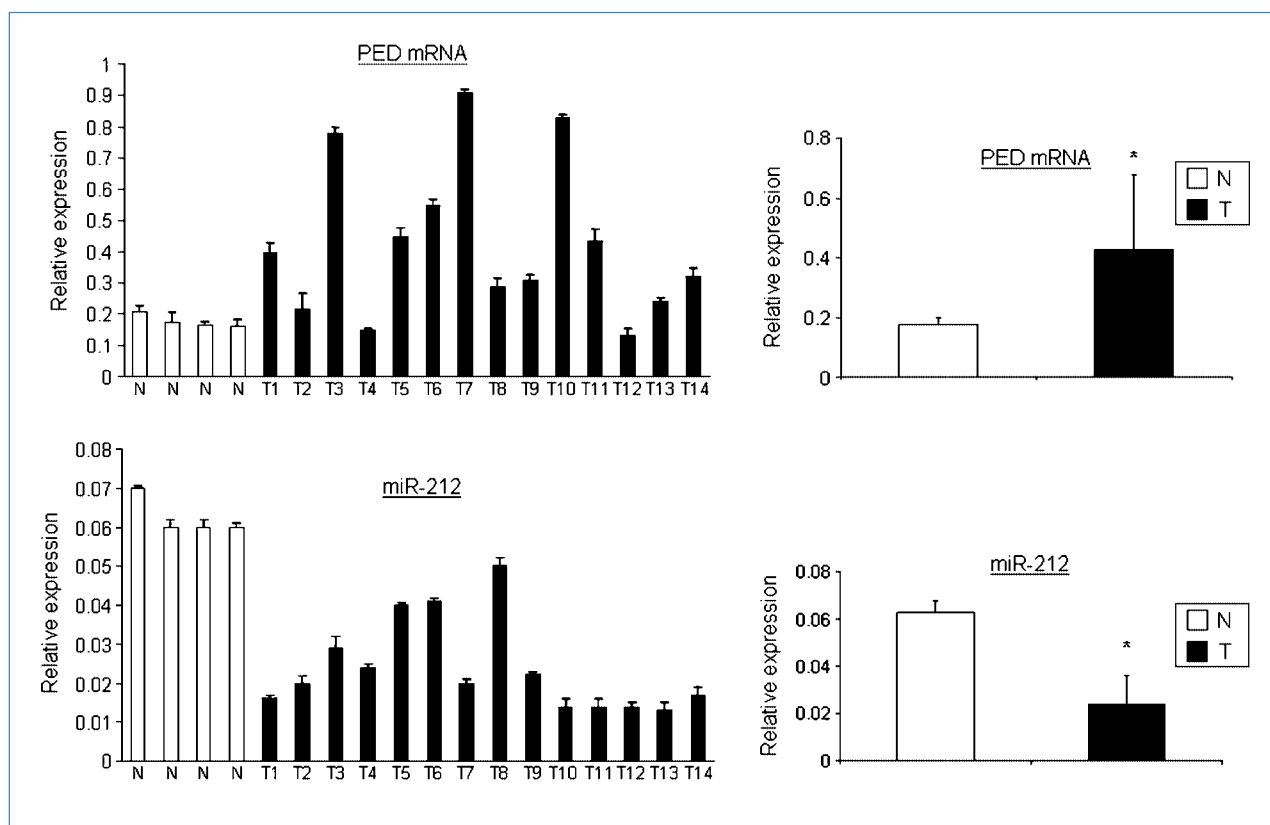 PED mRNA
Relative expression
1
0.9
0.8
0.7
0.6
0.5
0.4
0.3
0.2
0.1
0
N N N N T1 T2 T3 T4 T5 T6 T7 T8 T9 T10 T11 T12 T13 T14
PED mRNA
Relative expression
0.8
0.6
0.4
0.2
0
*
N
T
miR-212
Relative expression
0.08
0.07
0.06
0.05
0.04
0.03
0.02
0.01
0
N N N N T1 T2 T3 T4 T5 T6 T7 T8 T9 T10 T11 T12 T13 T14
miR-212
Relative expression
0.08
0.06
0.04
0.02
0
*
N
T